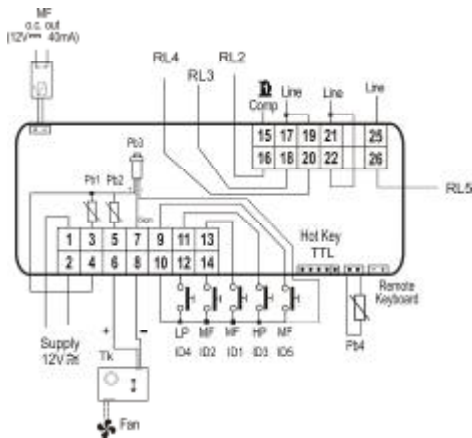 MF
o.c. out
(12V 40mA)
RL4
RL3
RL2
Comp
Line
Line
Line
15 17 19 21 25
16 18 20 22 26
RL5
Pb3
Pb1 Pb2
1 3 5 7 9 11 13
2 4 6 8 10 12 14
Hot Key
TTL
Remote
Keyboard
Pb4
LP MF MF HP MF
ID4 ID2 ID1 ID3 ID5
+ -
Supply
12V
Tk
Fan